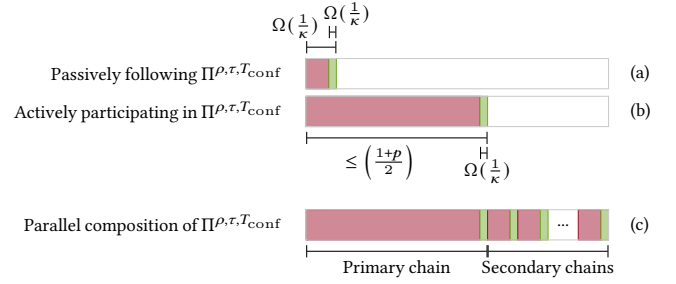 Ω(1/κ) Ω(1/κ)
Passively following Π^{ρ,τ,T_conf} (a)
Actively participating in Π^{ρ,τ,T_conf} (b)
≤ ((1+p)/2) Ω(1/κ)
Parallel composition of Π^{ρ,τ,T_conf} ... (c)
Primary chain Secondary chains